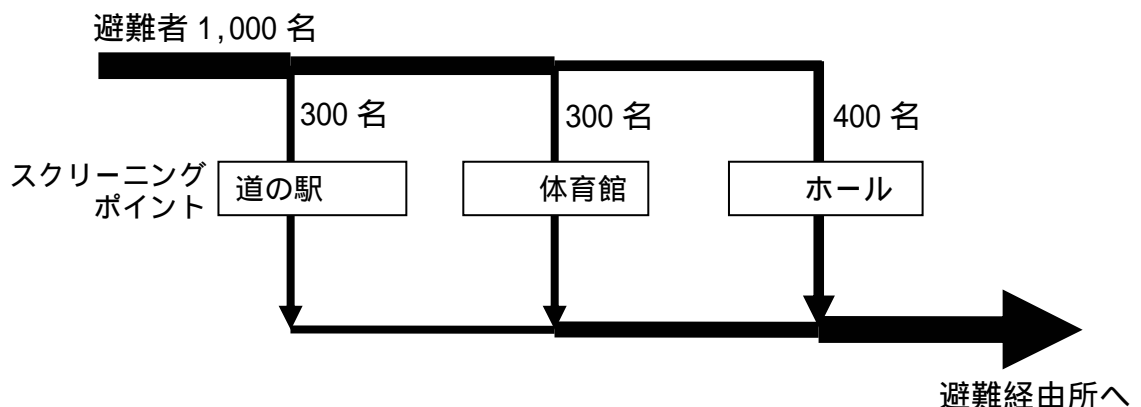 避難者 1,000 名
300 名
300 名
400 名
スクリーニング
ポイント
道の駅
体育館
ホール
避難経由所へ